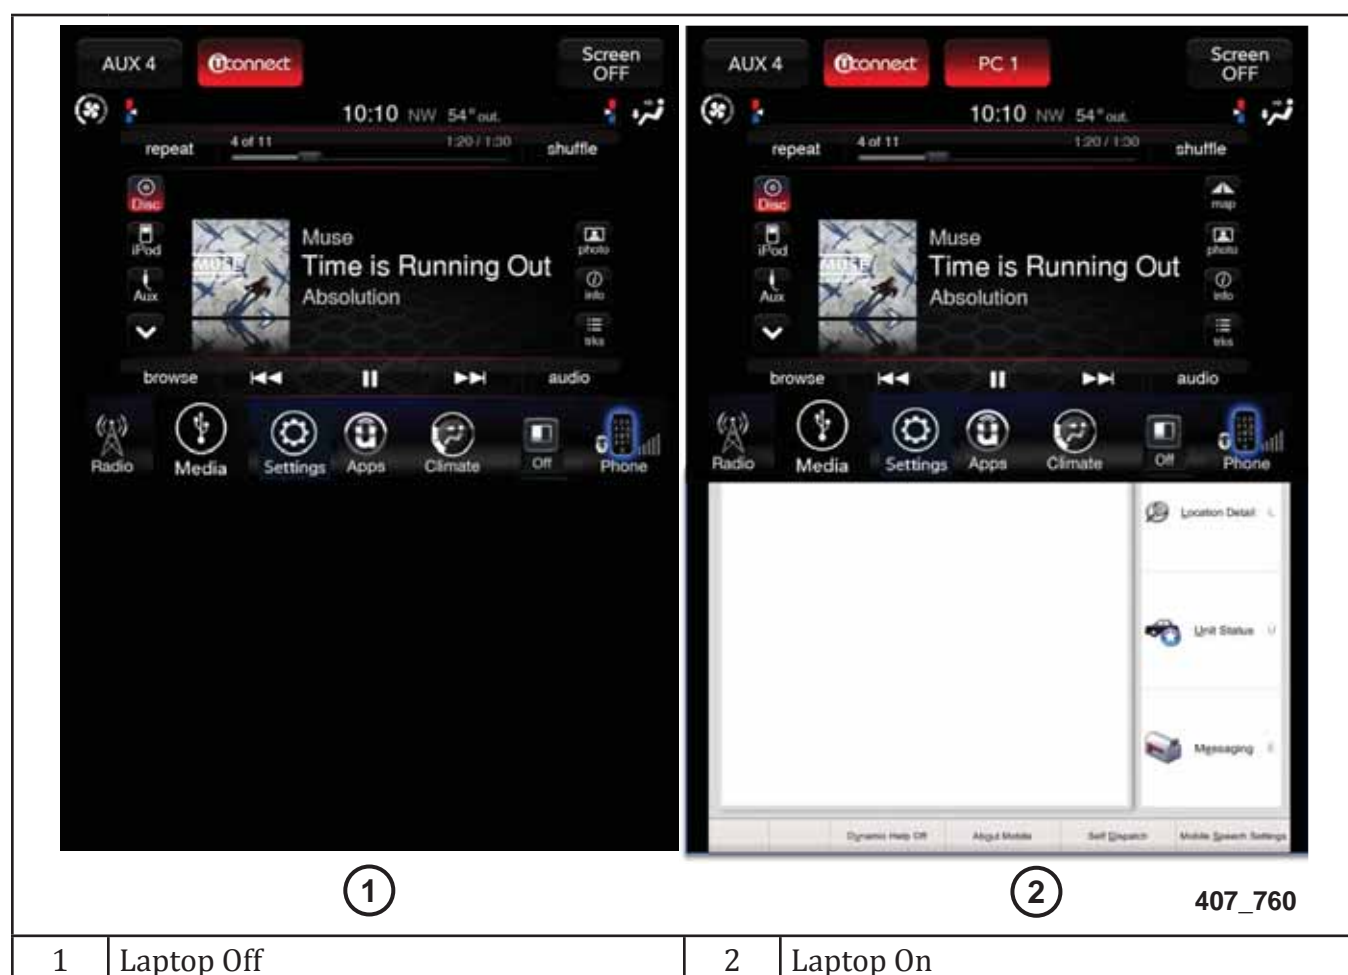 AUX 4
uconnect
Screen
OFF
10:10 NW 54° out.
repeat
4 of 11
1:20 / 1:30
shuffle
Disc
iPod
Aux
MUSE
Muse
Time is Running Out
Absolution
photo
info
trks
browse
audio
Radio
Media
Settings
Apps
Climate
Off
Phone
AUX 4
uconnect
PC 1
Screen
OFF
10:10 NW 54° out.
repeat
4 of 11
1:20 / 1:30
shuffle
Disc
iPod
Aux
MUSE
Muse
Time is Running Out
Absolution
map
photo
info
trks
browse
audio
Radio
Media
Settings
Apps
Climate
Off
Phone
Location Detail L
Unit Status U
Messaging
Dynamic Help Off
About Mobile
Self Dispatch
Mobile Speech Settings
1
2
407_760
1 Laptop Off
2 Laptop On